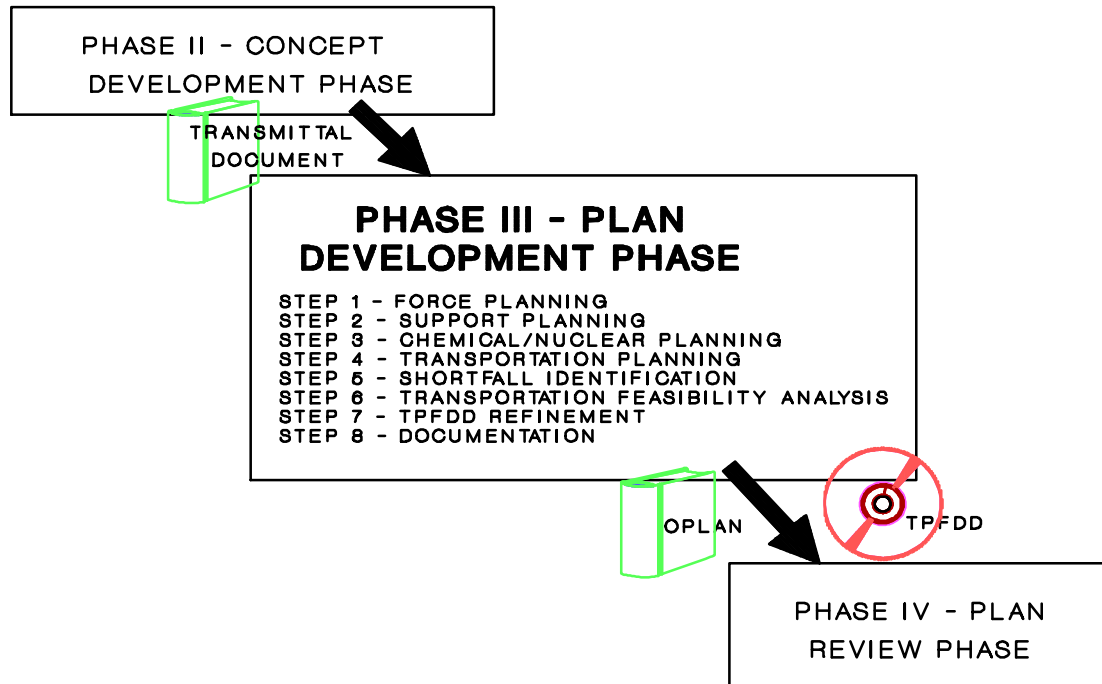 PHASE II - CONCEPT
DEVELOPMENT PHASE
TRANSMITTAL
DOCUMENT
PHASE III - PLAN
DEVELOPMENT PHASE
STEP 1 - FORCE PLANNING
STEP 2 - SUPPORT PLANNING
STEP 3 - CHEMICAL/NUCLEAR PLANNING
STEP 4 - TRANSPORTATION PLANNING
STEP 5 - SHORTFALL IDENTIFICATION
STEP 6 - TRANSPORTATION FEASIBILITY ANALYSIS
STEP 7 - TPFDD REFINEMENT
STEP 8 - DOCUMENTATION
OPLAN
TPFDD
PHASE IV - PLAN
REVIEW PHASE